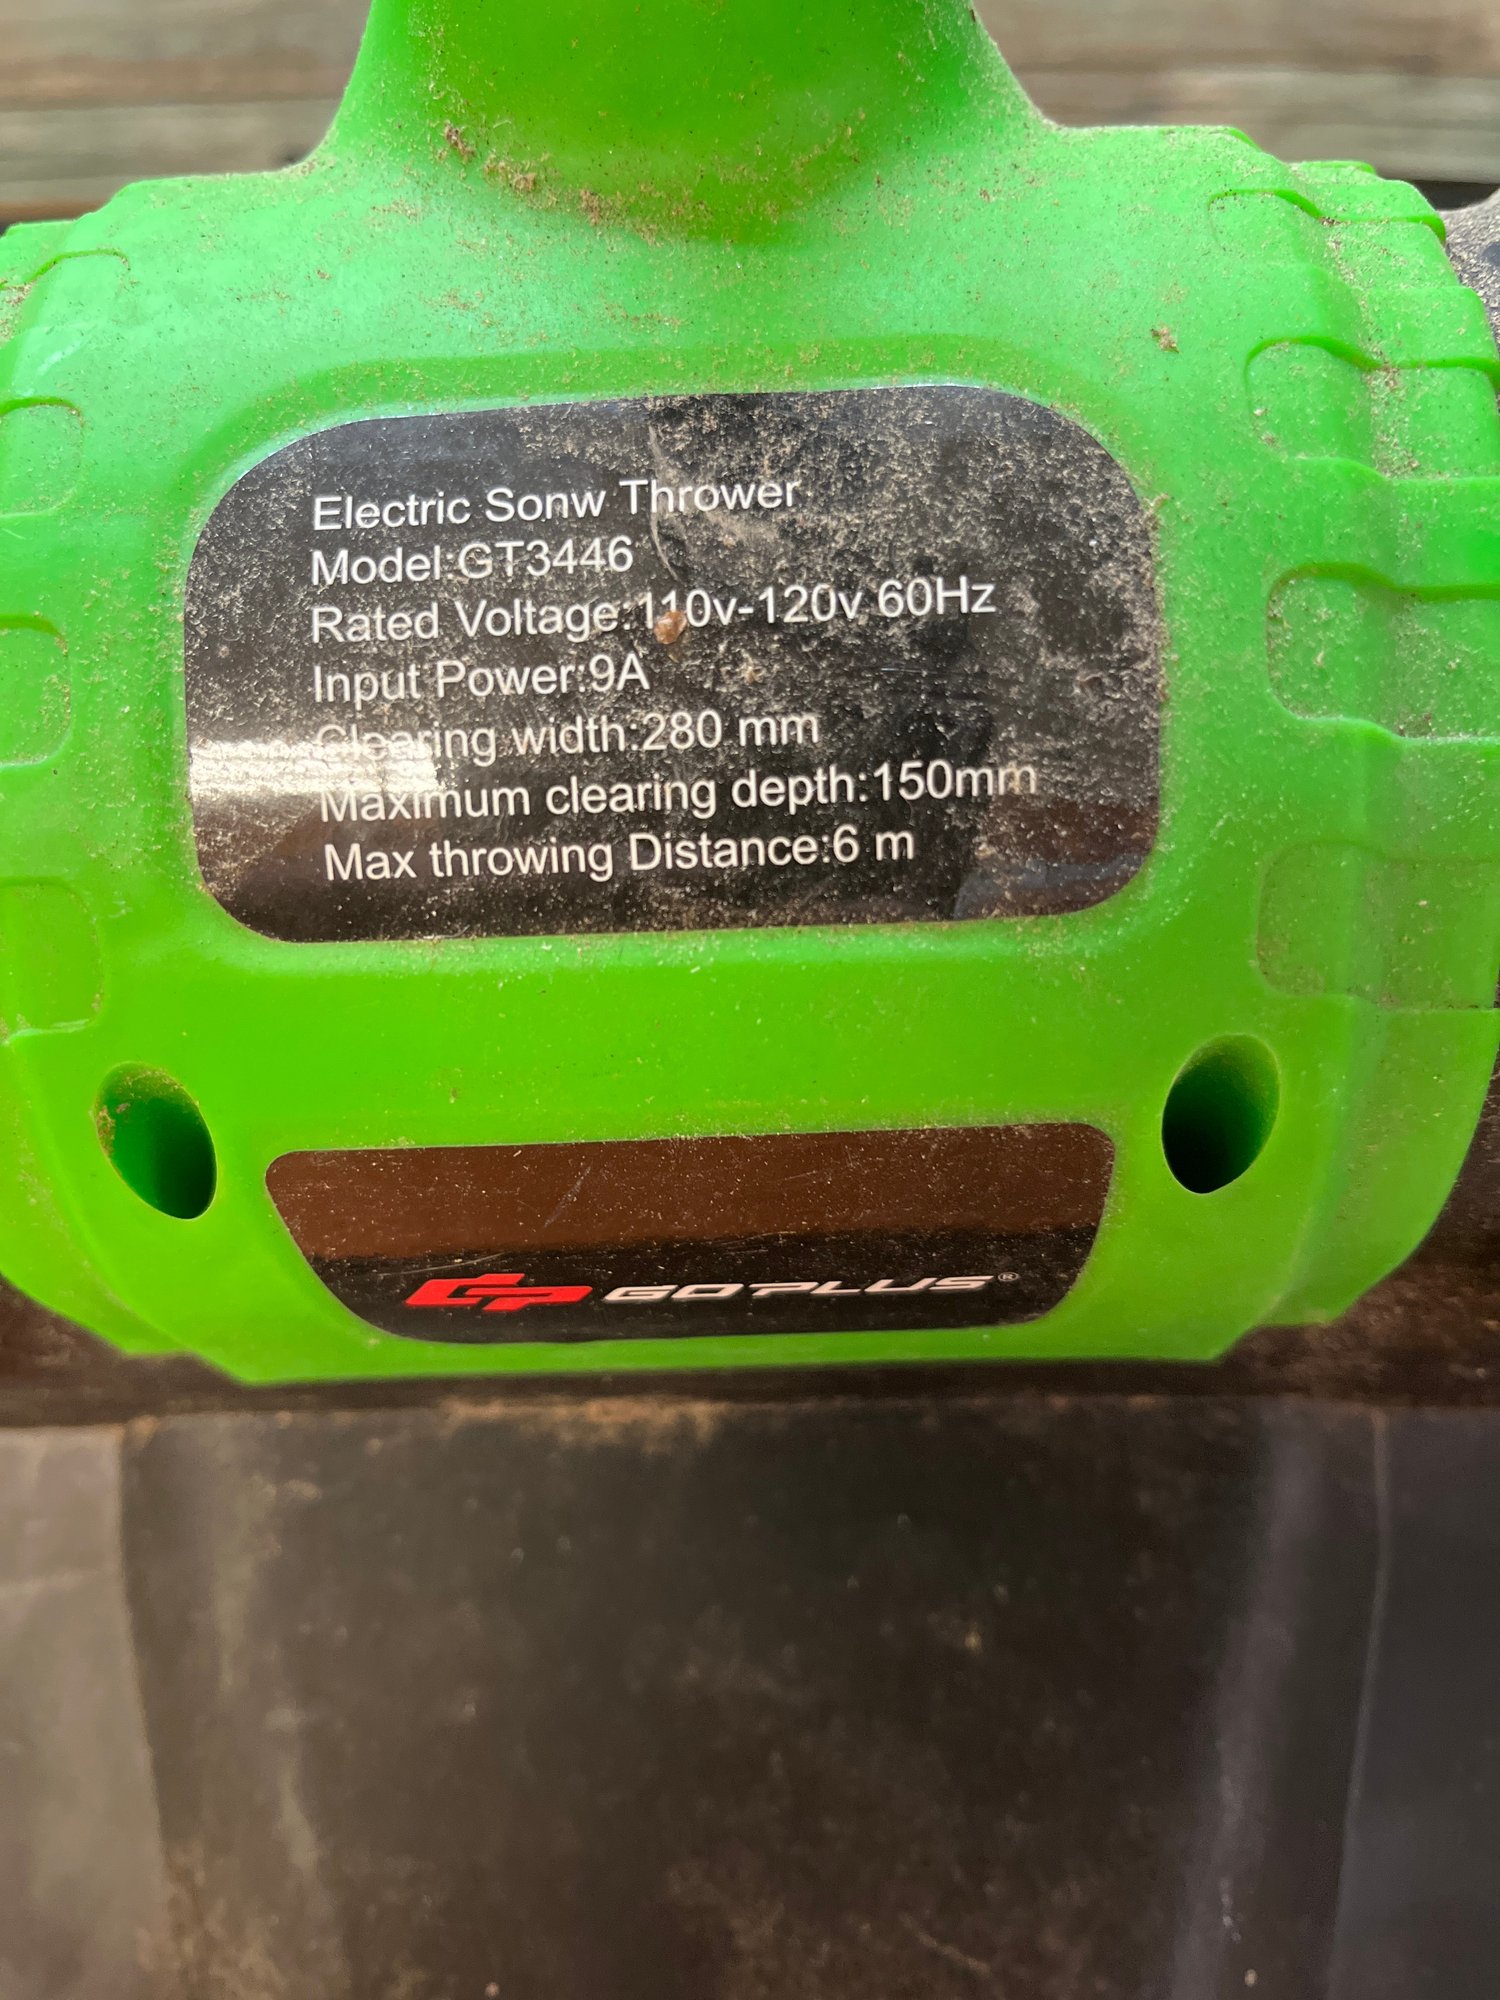 Electric Sonw Thrower
Model:GT3446
Rated Voltage:110v-120v 60Hz
Input Power:9A
Clearing width:280 mm
Maximum clearing depth:150mm
Max throwing Distance:6 m
GP GOPLUS®